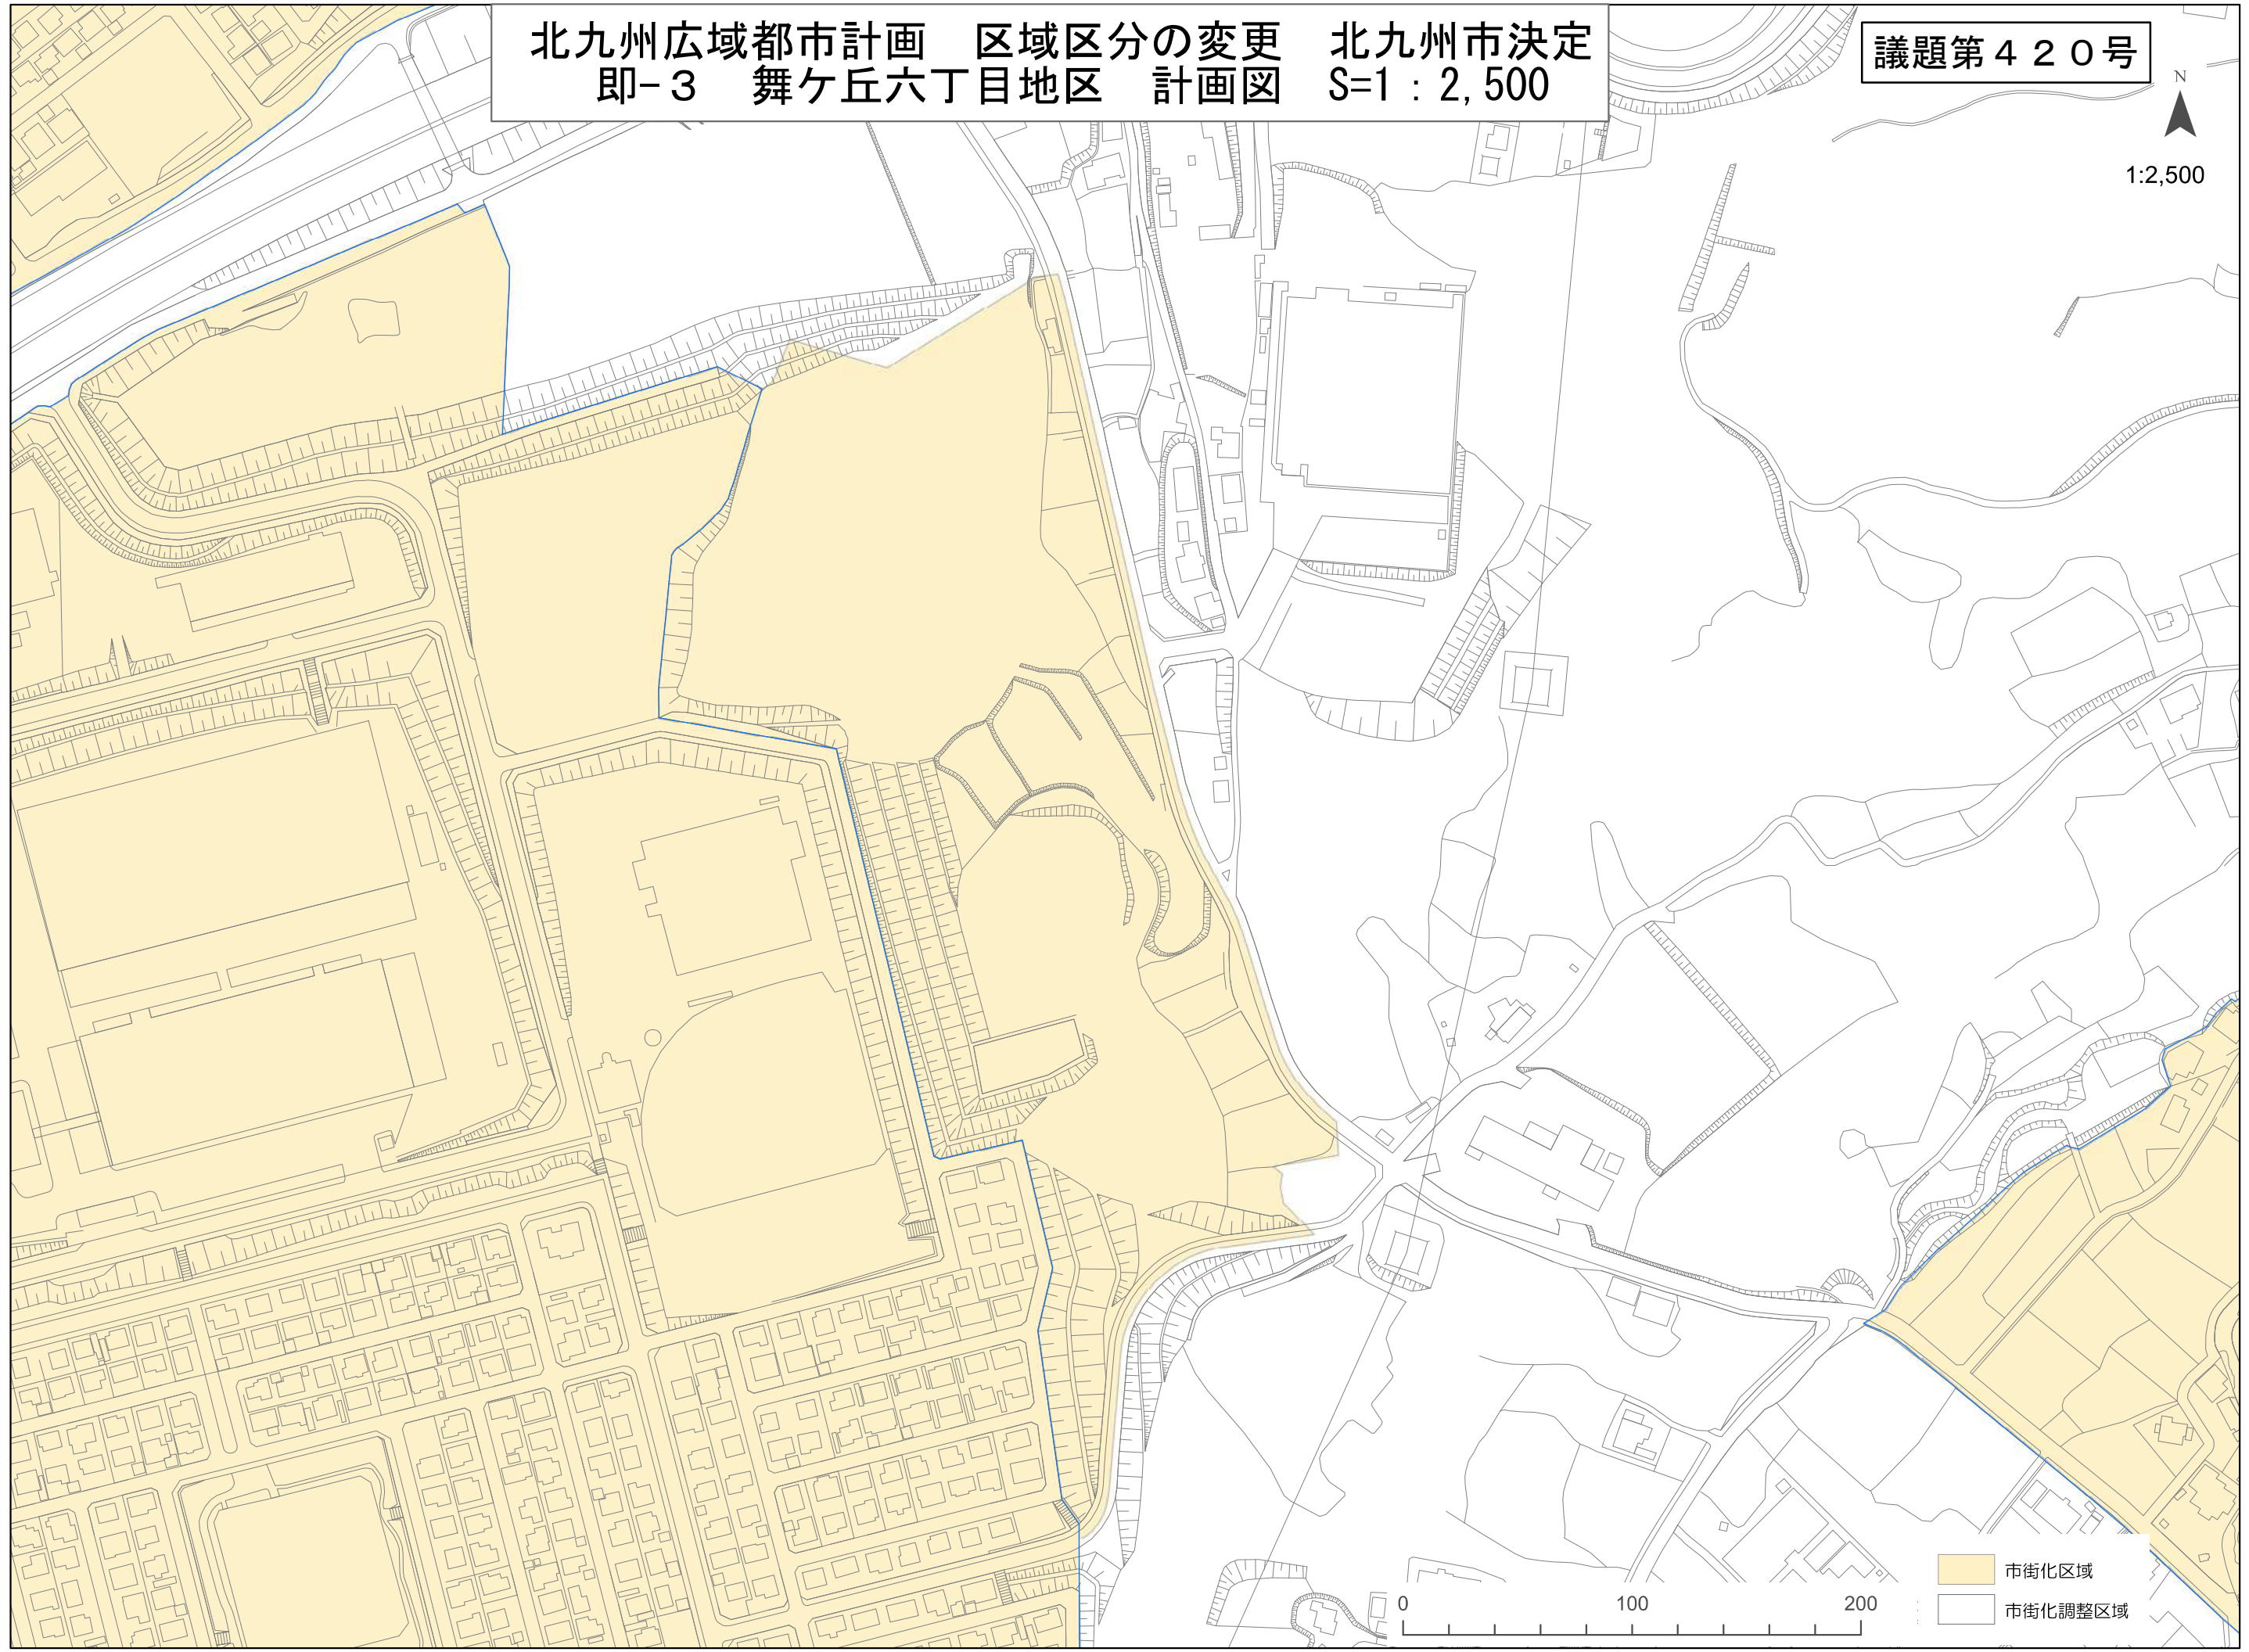 北九州広域都市計画　区域区分の変更　北九州市決定
即-３　舞ケ丘六丁目地区　計画図　S=1：2,500
議題第４２０号
N
1:2,500
0 100 200
市街化区域
市街化調整区域